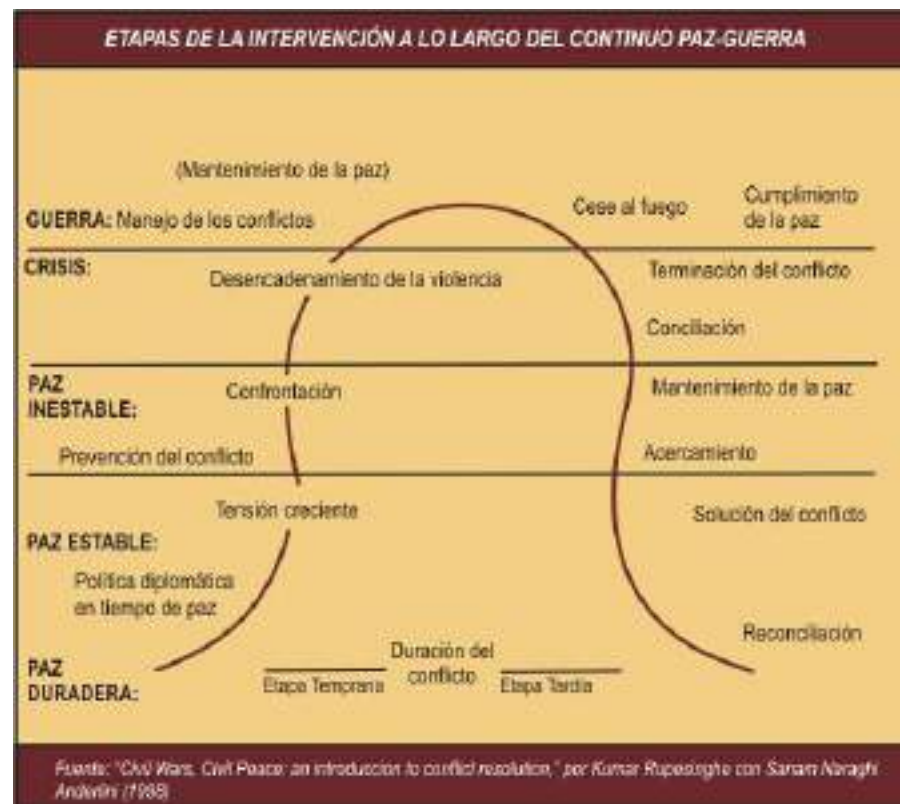 ETAPAS DE LA INTERVENCIÓN A LO LARGO DEL CONTINUO PAZ-GUERRA
(Mantenimiento de la paz)
GUERRA: Manejo de los conflictos
Cese al fuego
Cumplimiento
de la paz
CRISIS:
Desencadenamiento de la violencia
Terminación del conflicto
Conciliación
PAZ
INESTABLE:
Confrontación
Mantenimiento de la paz
Prevención del conflicto
Acercamiento
Tensión creciente
Solución del conflicto
PAZ ESTABLE:
Política diplomática
en tiempo de paz
Reconciliación
PAZ
DURADERA:
Duración del
conflicto
Etapa Temprana
Etapa Tardía
Fuente: "Civil Wars, Civil Peace: an introduccion to conflict resolution," por Kumar Rupesinghe con Sanam Naraghi
Anderlini (1998)